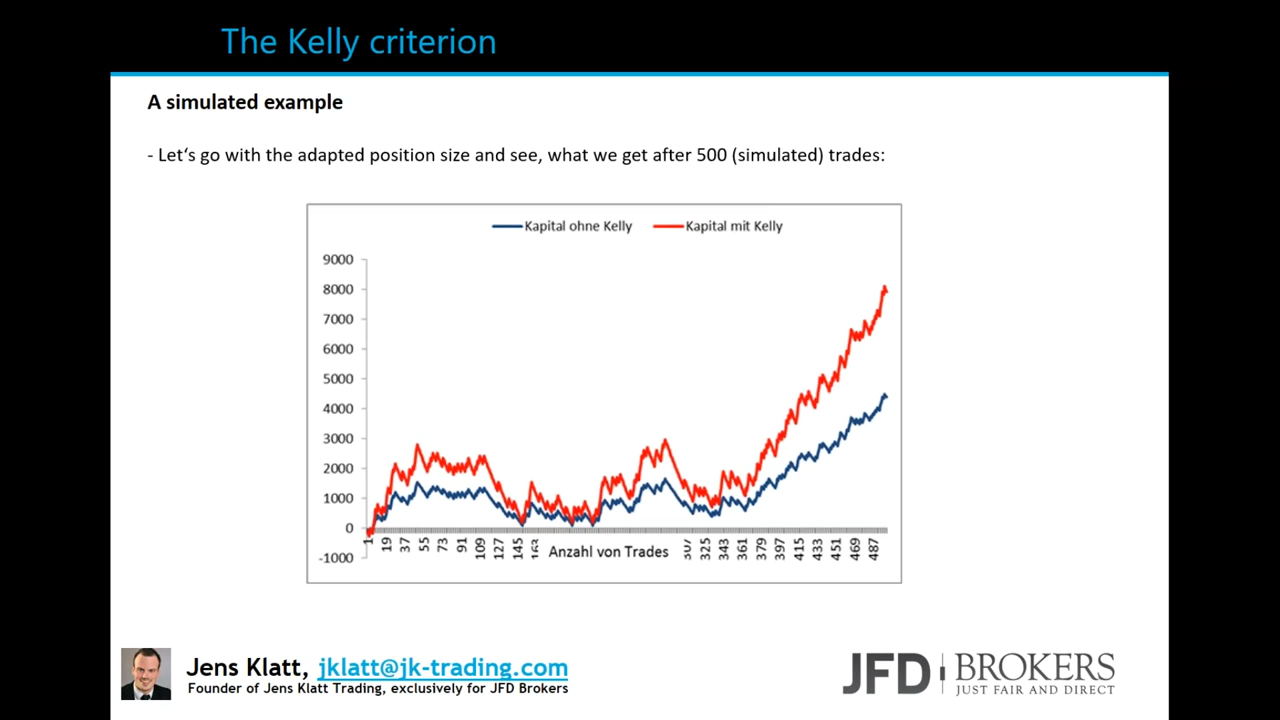 The Kelly criterion
A simulated example
- Let‘s go with the adapted position size and see, what we get after 500 (simulated) trades:
Kapital ohne Kelly Kapital mit Kelly
9000
8000
7000
6000
5000
4000
3000
2000
1000
0
-1000
1 19 37 55 73 91 109 127 145 163 Anzahl von Trades 307 325 343 361 379 397 415 433 451 469 487
Jens Klatt, jklatt@jk-trading.com
Founder of Jens Klatt Trading, exclusively for JFD Brokers
JFD BROKERS
JUST FAIR AND DIRECT